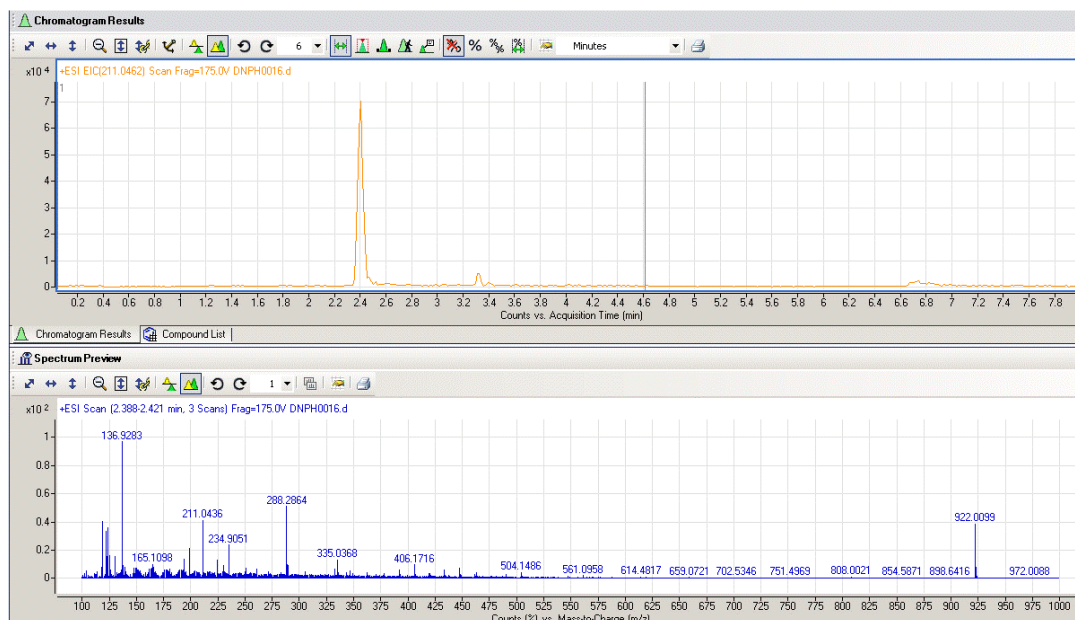 Chromatogram Results
6 % Minutes
x10 4 +ESI EIC(211.0462) Scan Frag=175.0V DNPH0016.d
1
7
6
5
4
3
2
1
0
0.2 0.4 0.6 0.8 1 1.2 1.4 1.6 1.8 2 2.2 2.4 2.6 2.8 3 3.2 3.4 3.6 3.8 4 4.2 4.4 4.6 4.8 5 5.2 5.4 5.6 5.8 6 6.2 6.4 6.6 6.8 7 7.2 7.4 7.6 7.8
Counts vs. Acquisition Time (min)
Chromatogram Results Compound List
Spectrum Preview
1
x10 2 +ESI Scan (2.388-2.421 min, 3 Scans) Frag=175.0V DNPH0016.d
1 136.9283
0.8
0.6 288.2864
0.4 211.0436 922.0099
0.2 234.9051
165.1098 335.0368 406.1716 504.1486 561.0958 614.4817 659.0721 702.5346 751.4969 808.0021 854.5871 898.6416 972.0088
0
100 125 150 175 200 225 250 275 300 325 350 375 400 425 450 475 500 525 550 575 600 625 650 675 700 725 750 775 800 825 850 875 900 925 950 975 1000
Counts (%) vs. Mass-to-Charge (m/z)